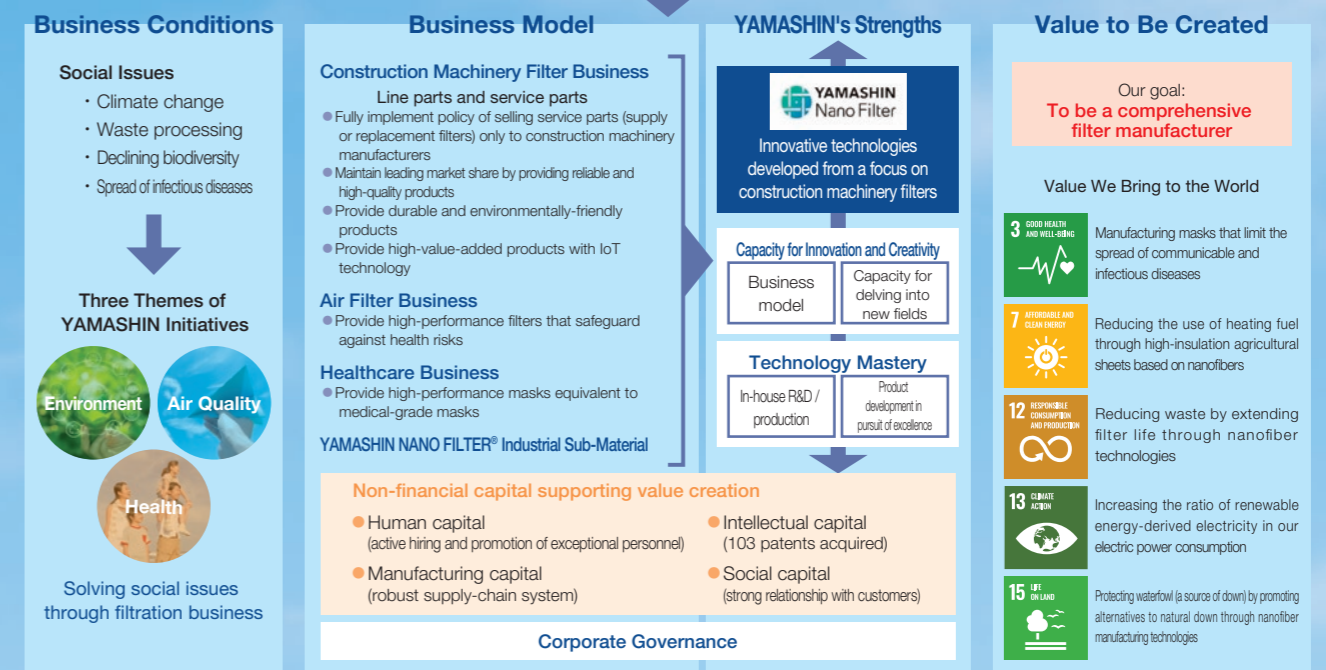 Business Conditions
Social Issues
・Climate change
・Waste processing
・Declining biodiversity
・Spread of infectious diseases
Three Themes of
YAMASHIN Initiatives
Environment
Air Quality
Health
Solving social issues
through filtration business
Business Model
Construction Machinery Filter Business
Line parts and service parts
●Fully implement policy of selling service parts (supply
or replacement filters) only to construction machinery
manufacturers
●Maintain leading market share by providing reliable and
high-quality products
●Provide durable and environmentally-friendly
products
●Provide high-value-added products with IoT
technology
Air Filter Business
●Provide high-performance filters that safeguard
against health risks
Healthcare Business
●Provide high-performance masks equivalent to
medical-grade masks
YAMASHIN NANO FILTER® Industrial Sub-Material
YAMASHIN's Strengths
YAMASHIN
Nano Filter
Innovative technologies
developed from a focus on
construction machinery filters
Capacity for Innovation and Creativity
Business
model
Capacity for
delving into
new fields
Technology Mastery
In-house R&D /
production
Product
development in
pursuit of excellence
Non-financial capital supporting value creation
●Human capital
(active hiring and promotion of exceptional personnel)
●Manufacturing capital
(robust supply-chain system)
●Intellectual capital
(103 patents acquired)
●Social capital
(strong relationship with customers)
Corporate Governance
Value to Be Created
Our goal:
To be a comprehensive
filter manufacturer
Value We Bring to the World
3 GOOD HEALTH
AND WELL-BEING
Manufacturing masks that limit the
spread of communicable and
infectious diseases
7 AFFORDABLE AND
CLEAN ENERGY
Reducing the use of heating fuel
through high-insulation agricultural
sheets based on nanofibers
12 RESPONSIBLE
CONSUMPTION
AND PRODUCTION
Reducing waste by extending
filter life through nanofiber
technologies
13 CLIMATE
ACTION
Increasing the ratio of renewable
energy-derived electricity in our
electric power consumption
15 LIFE
ON LAND
Protecting waterfowl (a source of down) by promoting
alternatives to natural down through nanofiber
manufacturing technologies